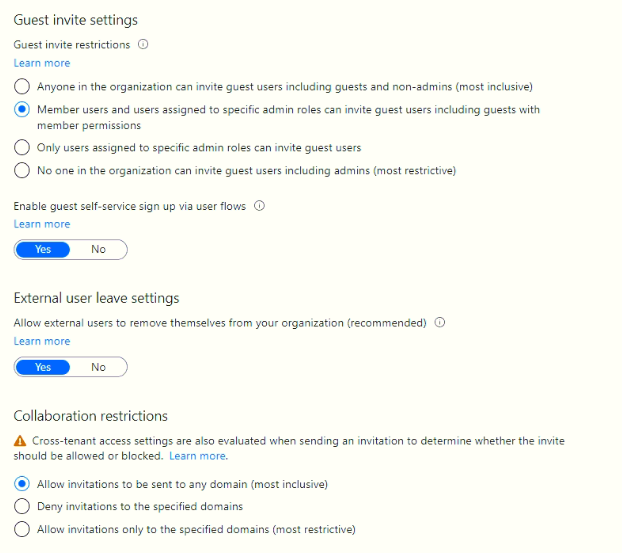 Guest invite settings
Guest invite restrictions
Learn more
Anyone in the organization can invite guest users including guests and non-admins (most inclusive)
Member users and users assigned to specific admin roles can invite guest users including guests with
member permissions
Only users assigned to specific admin roles can invite guest users
No one in the organization can invite guest users including admins (most restrictive)
Enable guest self-service sign up via user flows
Learn more
Yes No
External user leave settings
Allow external users to remove themselves from your organization (recommended)
Learn more
Yes No
Collaboration restrictions
Cross-tenant access settings are also evaluated when sending an invitation to determine whether the invite
should be allowed or blocked. Learn more.
Allow invitations to be sent to any domain (most inclusive)
Deny invitations to the specified domains
Allow invitations only to the specified domains (most restrictive)